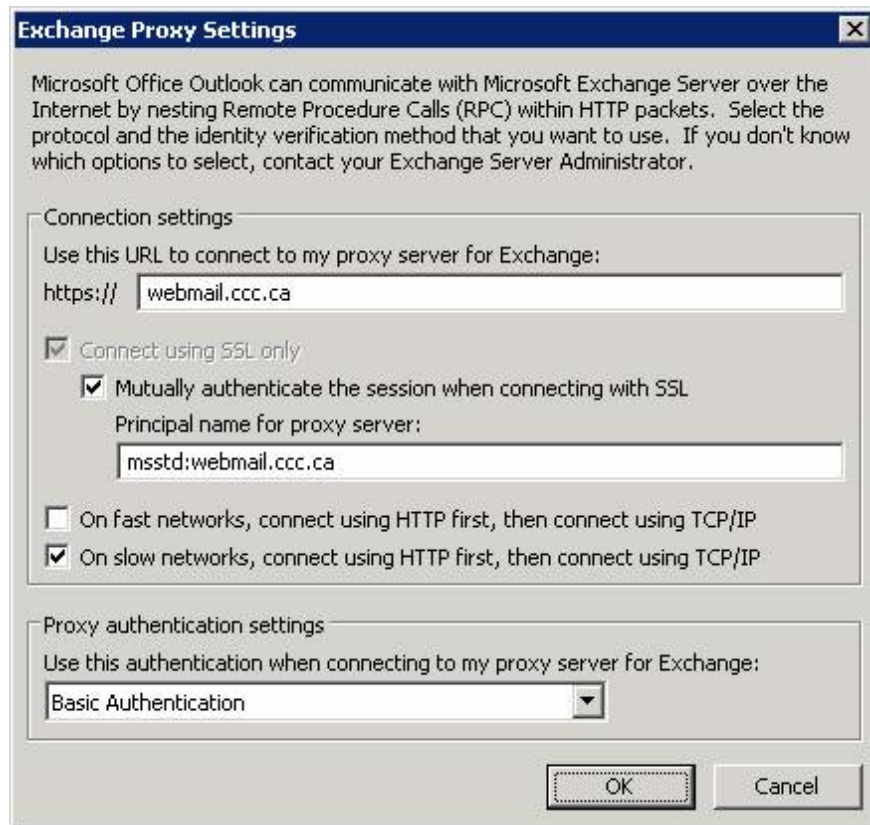 Exchange Proxy Settings
Microsoft Office Outlook can communicate with Microsoft Exchange Server over the
Internet by nesting Remote Procedure Calls (RPC) within HTTP packets.  Select the
protocol and the identity verification method that you want to use.  If you don't know
which options to select, contact your Exchange Server Administrator.
Connection settings
Use this URL to connect to my proxy server for Exchange:
https:// webmail.ccc.ca
Connect using SSL only
Mutually authenticate the session when connecting with SSL
Principal name for proxy server:
msstd:webmail.ccc.ca
On fast networks, connect using HTTP first, then connect using TCP/IP
On slow networks, connect using HTTP first, then connect using TCP/IP
Proxy authentication settings
Use this authentication when connecting to my proxy server for Exchange:
Basic Authentication
OK Cancel